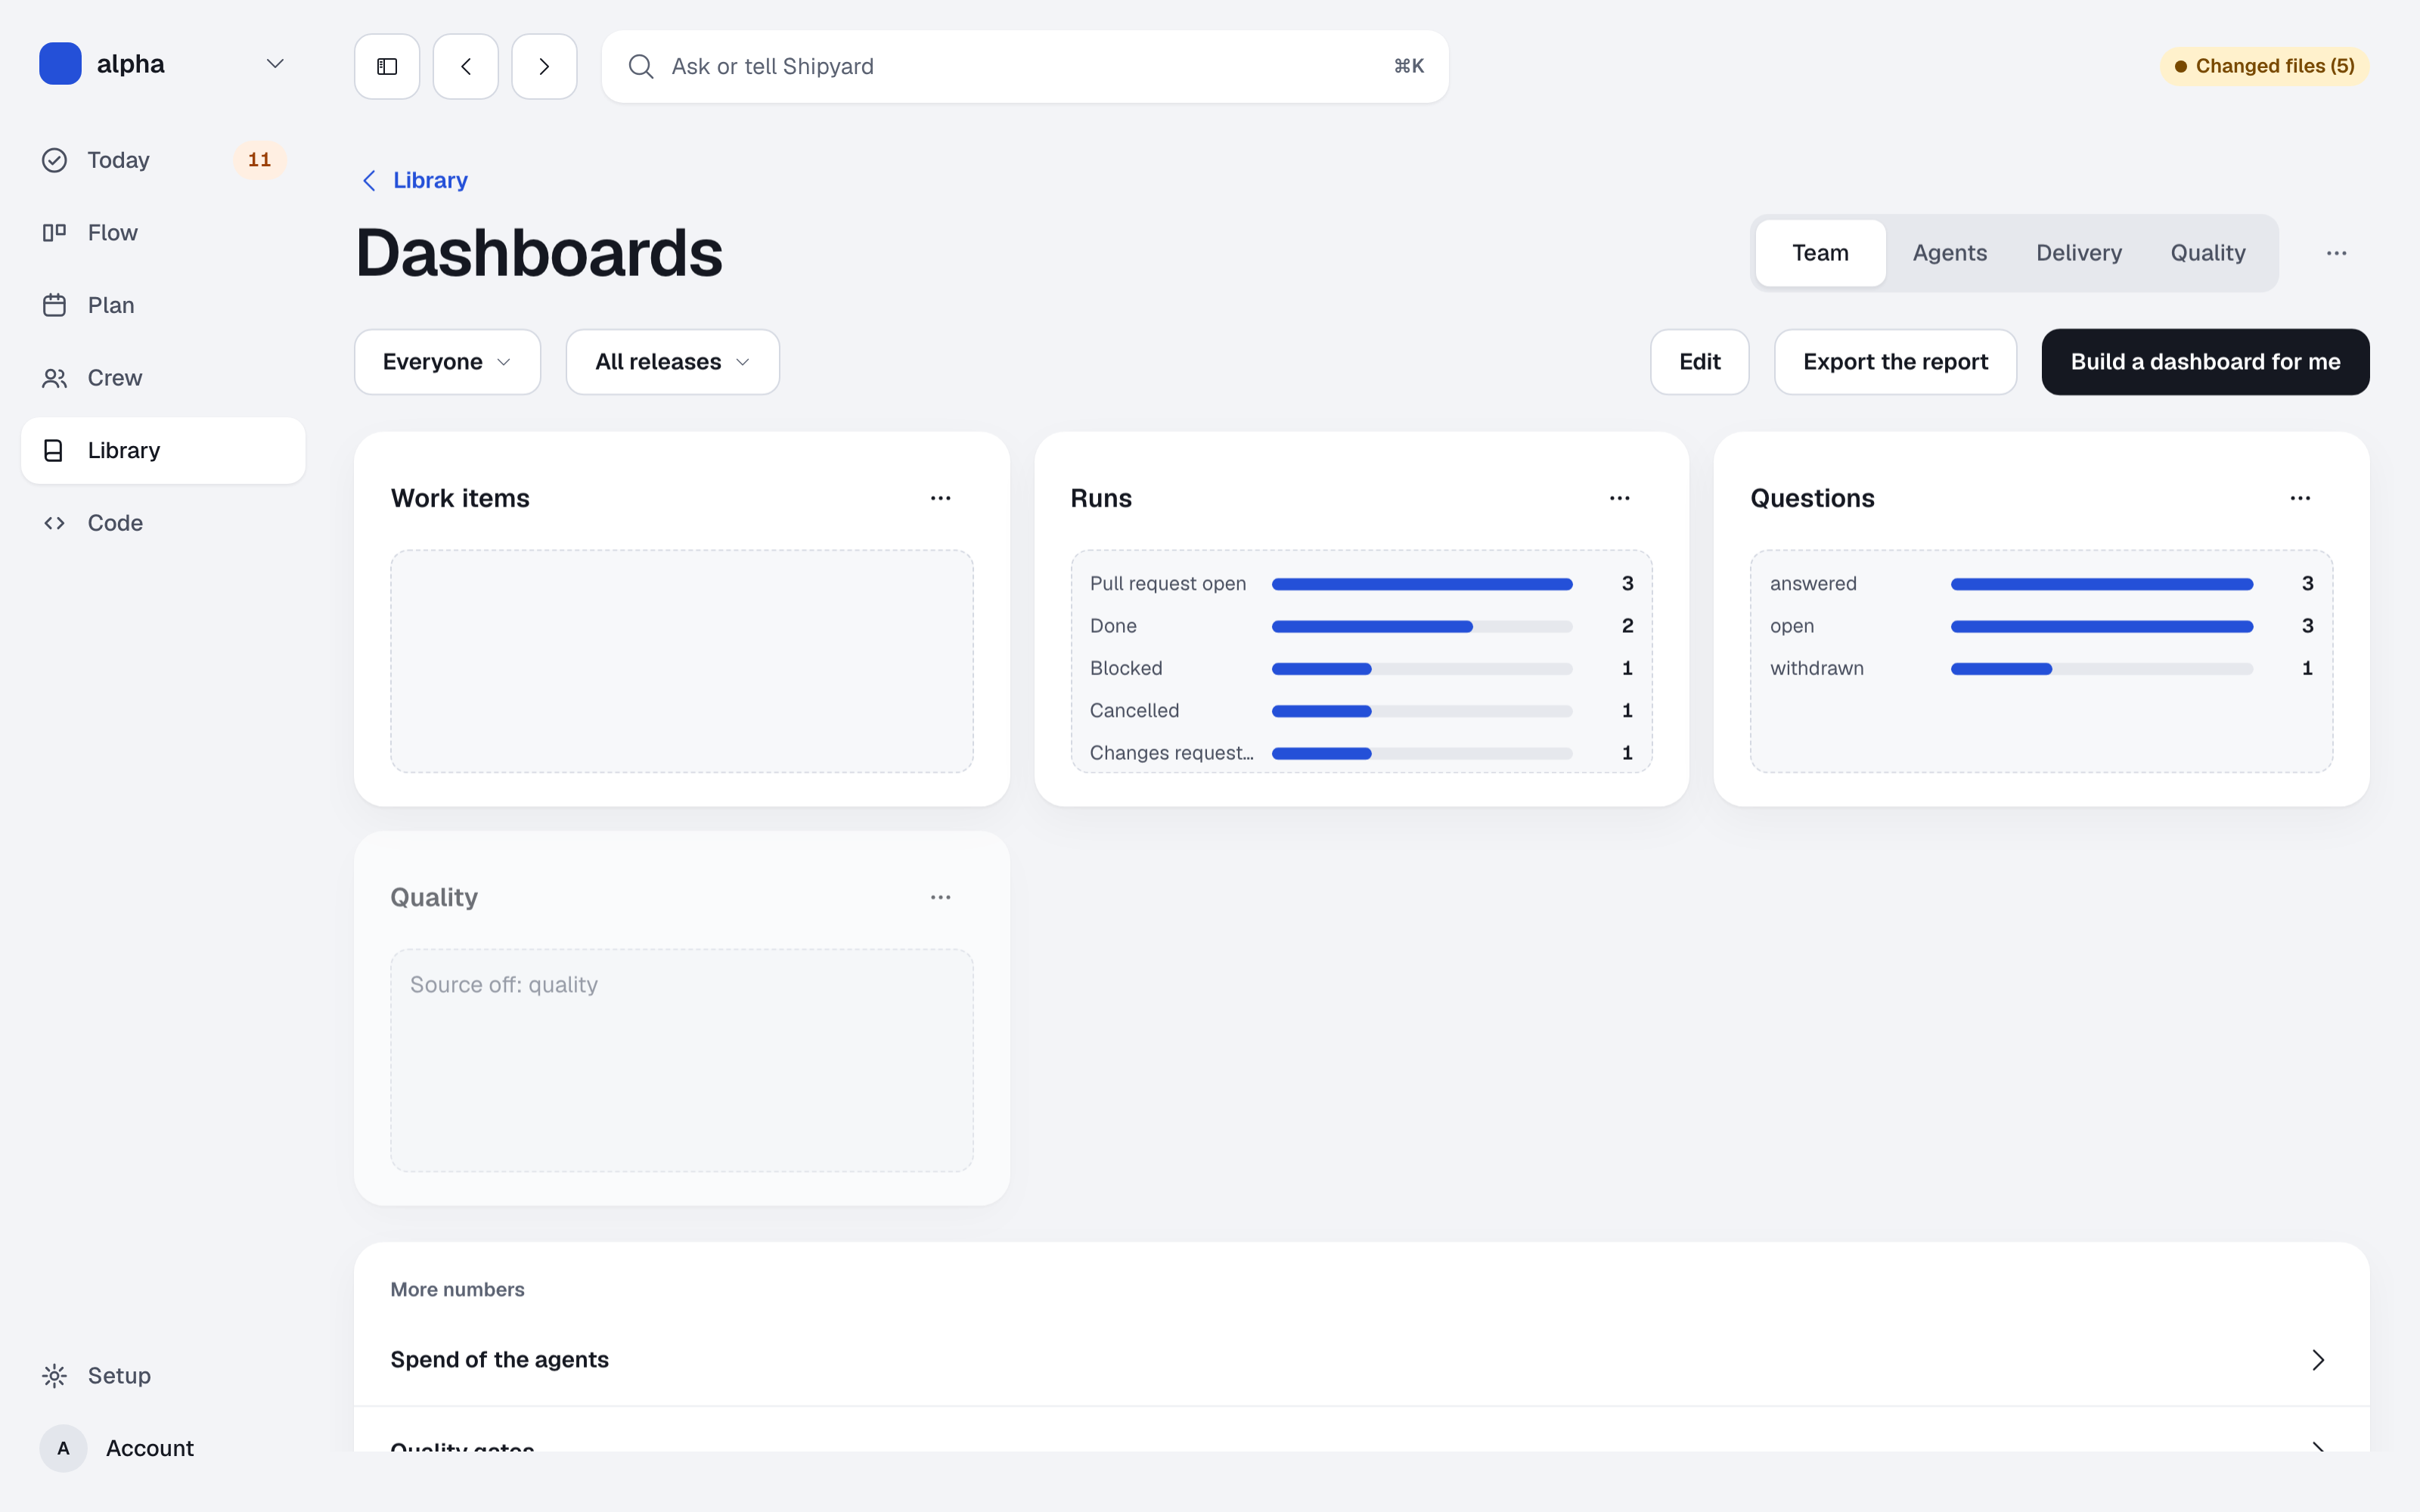 alpha
Ask or tell Shipyard
⌘K
Changed files (5)
Today
11
Flow
Plan
Crew
Library
Code
Setup
A
Account
Library
Dashboards
Team
Agents
Delivery
Quality
Everyone
All releases
Edit
Export the report
Build a dashboard for me
Work items
Runs
Pull request open 3
Done 2
Blocked 1
Cancelled 1
Changes request... 1
Questions
answered 3
open 3
withdrawn 1
Quality
Source off: quality
More numbers
Spend of the agents
Quality gates